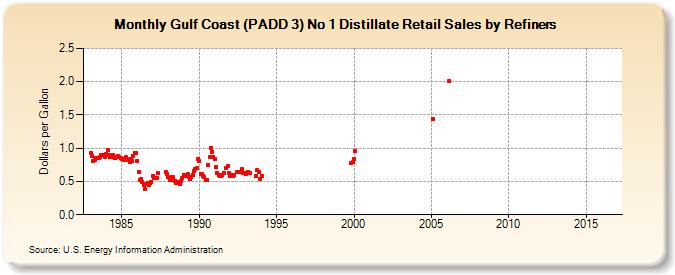 Monthly Gulf Coast (PADD 3) No 1 Distillate Retail Sales by Refiners
Dollars per Gallon
2.5
2.0
1.5
1.0
0.5
0.0
1985 1990 1995 2000 2005 2010 2015
Source: U.S. Energy Information Administration